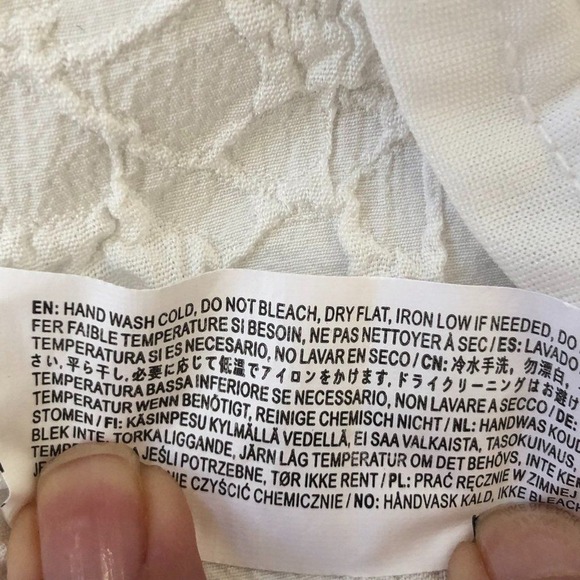 EN: HAND WASH COLD, DO NOT BLEACH, DRY FLAT, IRON LOW IF NEEDED, DO
FER FAIBLE TEMPERATURE SI BESOIN, NE PAS NETTOYER À SEC / ES: LAVADO
TEMPERATURA SI ES NECESARIO, NO LAVAR EN SECO / CN: 冷水手洗, 勿漂白,
さい, 平ら干し, 必要に応じて低温でアイロンをかけます, ドライクリーニングはお避け
TEMPERATURA BASSA INFERIORE SE NECESSARIO, NON LAVARE A SECCO / DE:
TEMPERATUR WENN BENÖTIGT, REINIGE CHEMISCH NICHT / NL: HANDWAS KOUD
STOMEN / FI: KÄSINPESU KYLMÄLLÄ VEDELLÄ, EI SAA VALKAISTA, TASOKUIVAUS
BLEK INTE, TORKA LIGGANDE, JÄRN LÅG TEMPERATUR OM DET BEHÖVS, INTE KEM
TEMP JEŚLI POTRZEBNE, TØR IKKE RENT / PL: PRAĆ RĘCZNIE W ZIMNEJ
NIE CZYŚCIĆ CHEMICZNIE / NO: HÅNDVASK KALD, IKKE BLEACH